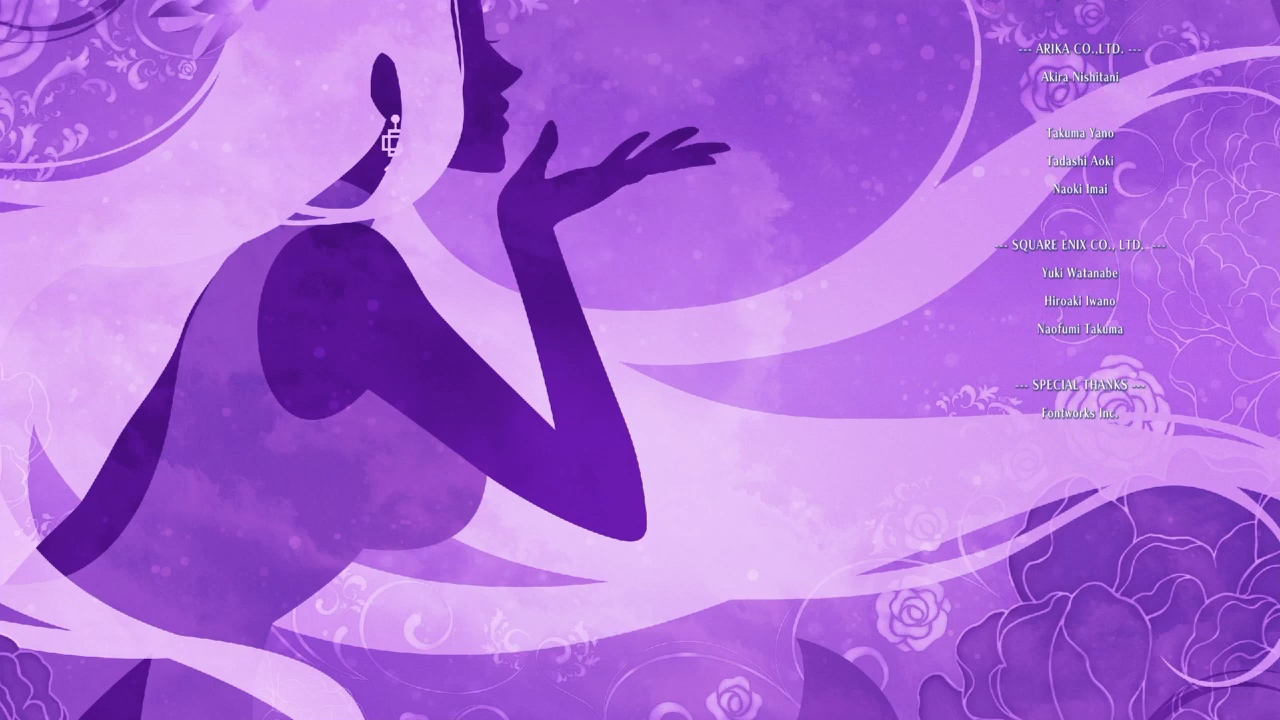 --- ARIKA CO.,LTD. ---
Akira Nishitani
Takuma Yano
Tadashi Aoki
Naoki Imai
--- SQUARE ENIX CO., LTD. ---
Yuki Watanabe
Hiroaki Iwano
Naofumi Takuma
--- SPECIAL THANKS ---
Fontworks Inc.